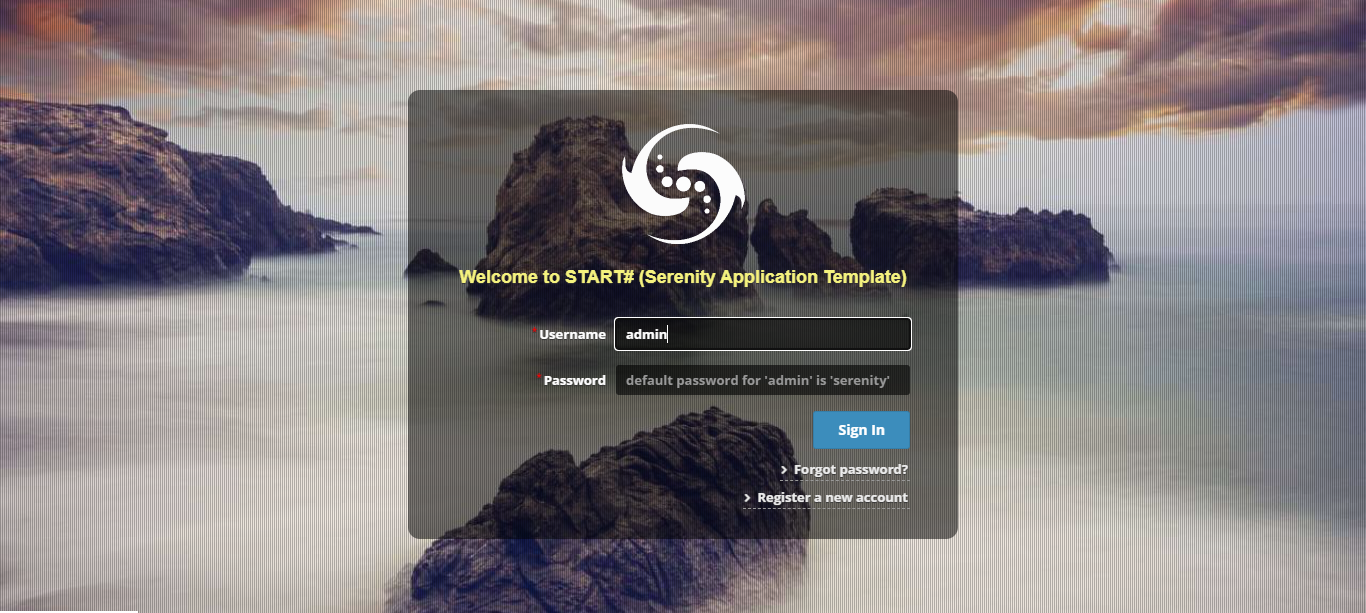 Welcome to START# (Serenity Application Template)
* Username admin
* Password default password for 'admin' is 'serenity'
Sign In
Forgot password?
Register a new account